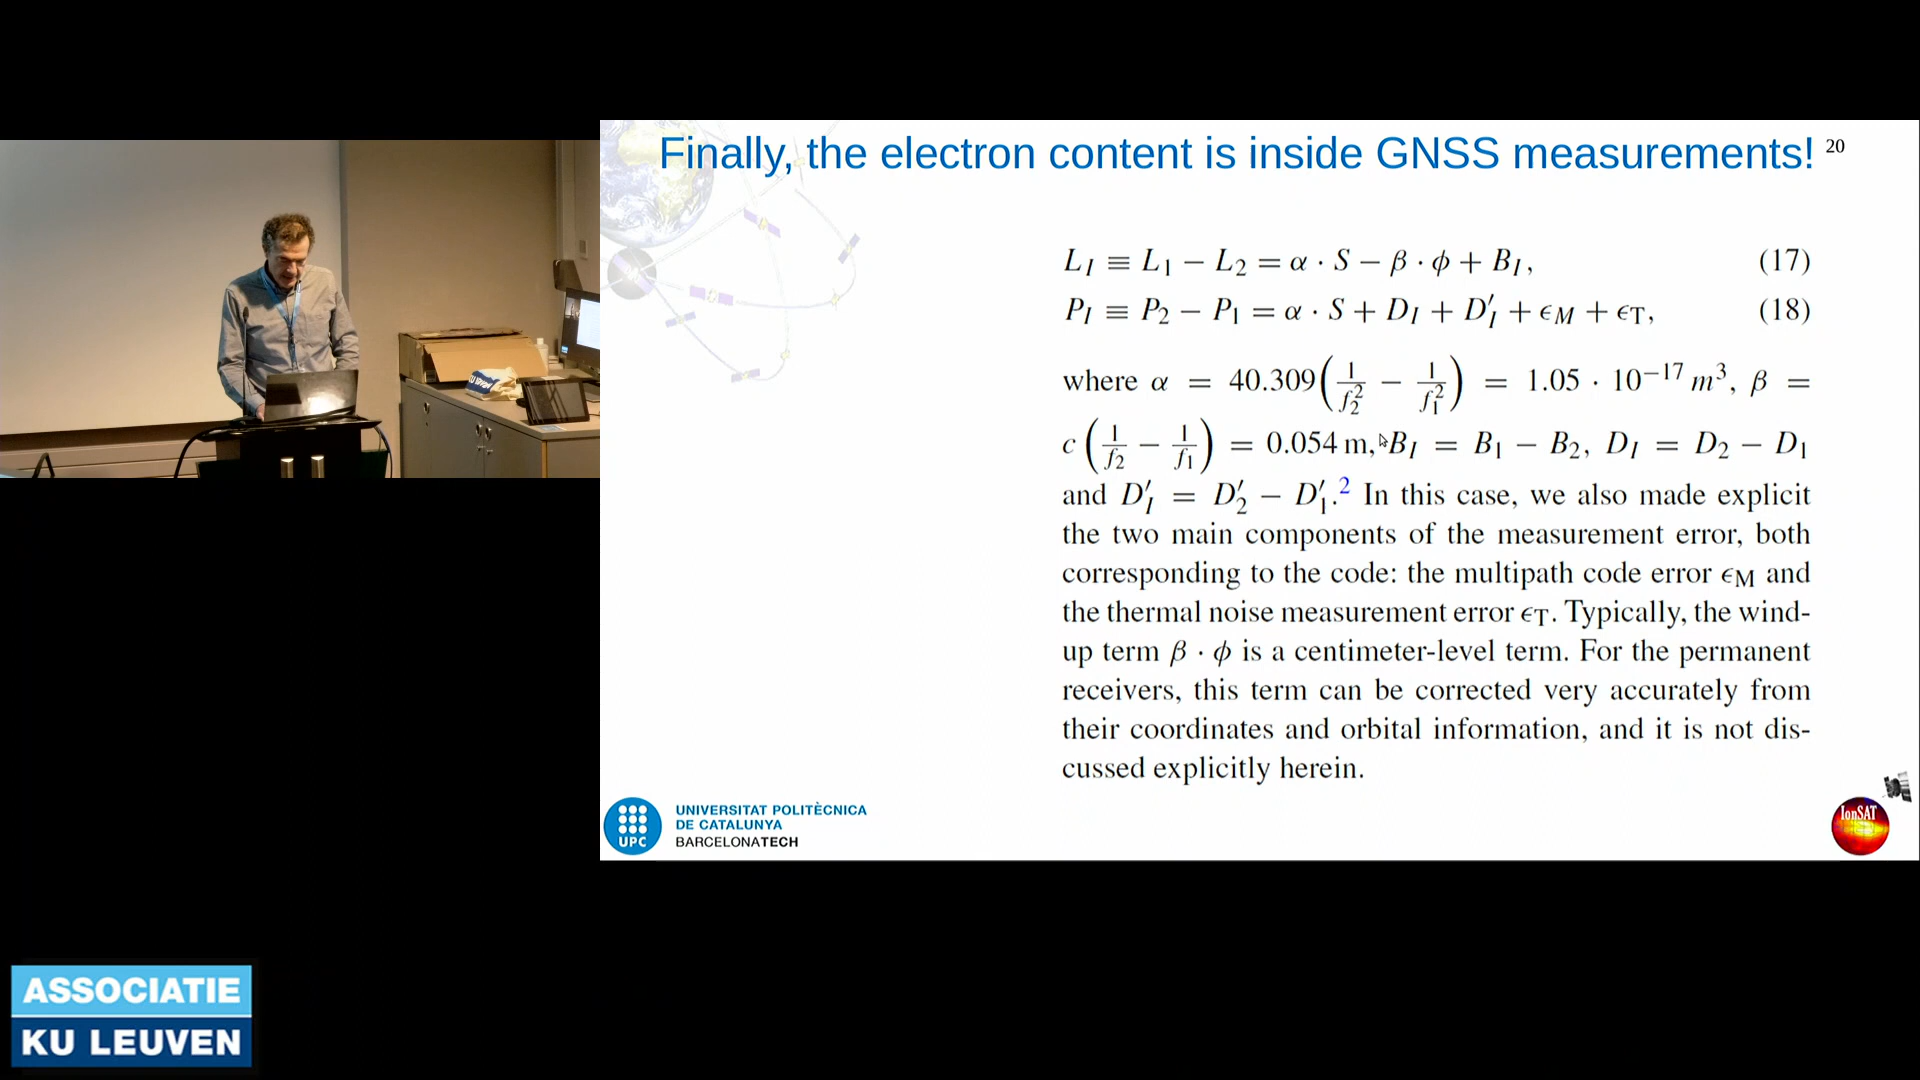 Finally, the electron content is inside GNSS measurements! 20
L_I ≡ L_1 − L_2 = α · S − β · ϕ + B_I, (17)
P_I ≡ P_2 − P_1 = α · S + D_I + D′_I + ϵ_M + ϵ_T, (18)
where α = 40.309(1/f_2^2 − 1/f_1^2) = 1.05 · 10^−17 m^3, β =
c(1/f_2 − 1/f_1) = 0.054 m, B_I = B_1 − B_2, D_I = D_2 − D_1
and D′_I = D′_2 − D′_1.^2 In this case, we also made explicit
the two main components of the measurement error, both
corresponding to the code: the multipath code error ϵ_M and
the thermal noise measurement error ϵ_T. Typically, the wind-
up term β · ϕ is a centimeter-level term. For the permanent
receivers, this term can be corrected very accurately from
their coordinates and orbital information, and it is not dis-
cussed explicitly herein.
UPC
UNIVERSITAT POLITÈCNICA
DE CATALUNYA
BARCELONATECH
IonSAT
ASSOCIATIE
KU LEUVEN